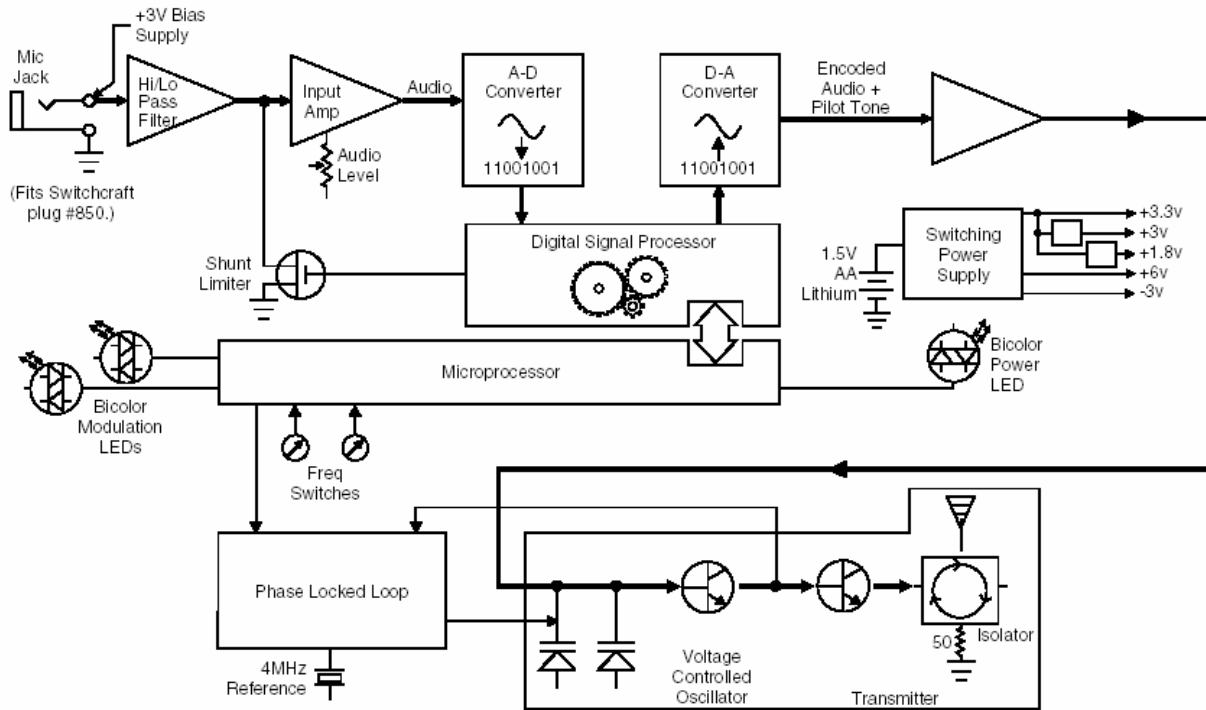 +3V Bias
Supply
Mic
Jack
Hi/Lo
Pass
Filter
(Fits Switchcraft
plug #850.)
Input
Amp
Audio
Level
Audio
A-D
Converter
11001001
D-A
Converter
11001001
Encoded
Audio +
Pilot Tone
Digital Signal Processor
Shunt
Limiter
1.5V
AA
Lithium
Switching
Power
Supply
+3.3v
+3v
+1.8v
+6v
-3v
Bicolor
Modulation
LEDs
Microprocessor
Bicolor
Power
LED
Freq
Switches
Phase Locked Loop
4MHz
Reference
Voltage
Controlled
Oscillator
50
Isolator
Transmitter